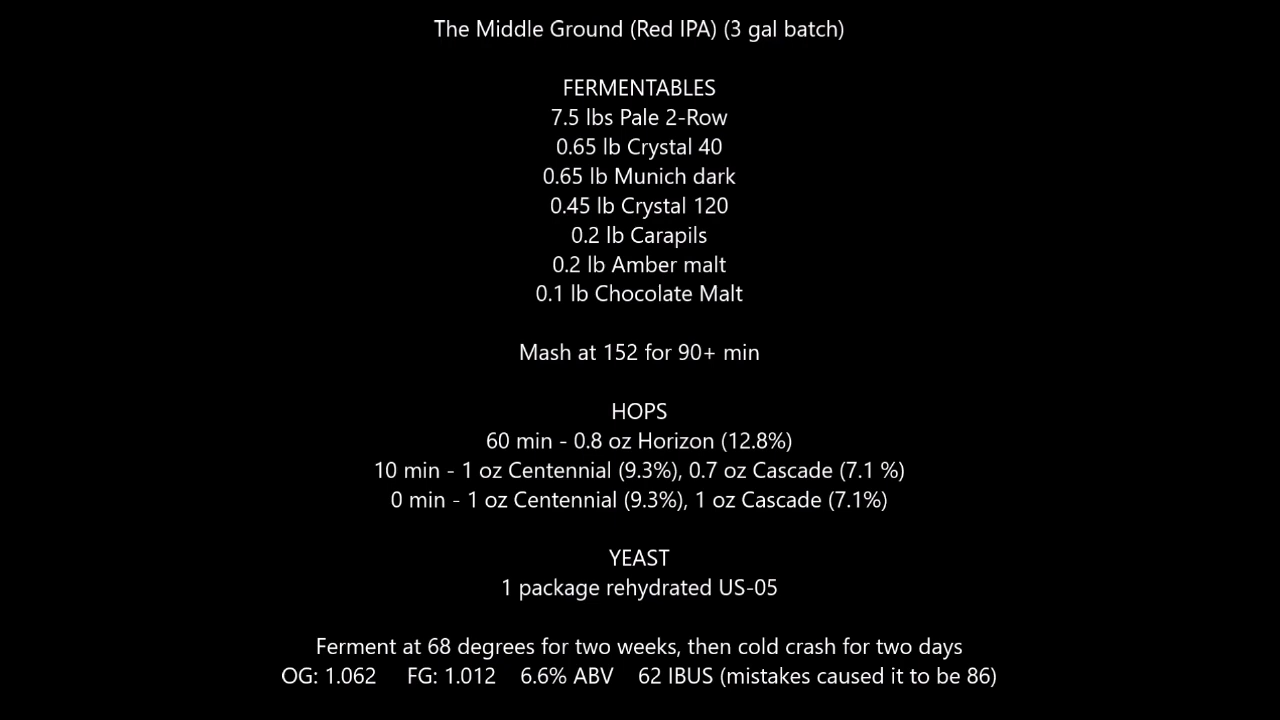 The Middle Ground (Red IPA) (3 gal batch)
FERMENTABLES
7.5 lbs Pale 2-Row
0.65 lb Crystal 40
0.65 lb Munich dark
0.45 lb Crystal 120
0.2 lb Carapils
0.2 lb Amber malt
0.1 lb Chocolate Malt
Mash at 152 for 90+ min
HOPS
60 min - 0.8 oz Horizon (12.8%)
10 min - 1 oz Centennial (9.3%), 0.7 oz Cascade (7.1 %)
0 min - 1 oz Centennial (9.3%), 1 oz Cascade (7.1%)
YEAST
1 package rehydrated US-05
Ferment at 68 degrees for two weeks, then cold crash for two days
OG: 1.062 FG: 1.012 6.6% ABV 62 IBUS (mistakes caused it to be 86)